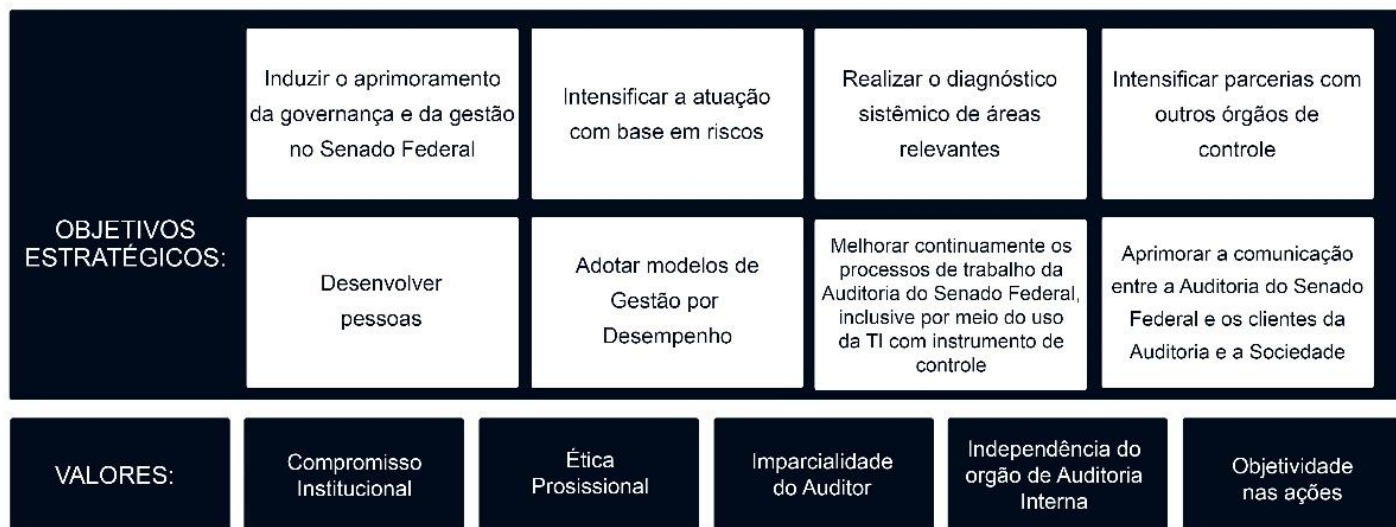 Induzir o aprimoramento
da governança e da gestão
no Senado Federal
Intensificar a atuação
com base em riscos
Realizar o diagnóstico
sistêmico de áreas
relevantes
Intensificar parcerias com
outros órgãos de
controle
OBJETIVOS
ESTRATÉGICOS:
Desenvolver
pessoas
Adotar modelos de
Gestão por
Desempenho
Melhorar continuamente os
processos de trabalho da
Auditoria do Senado Federal,
inclusive por meio do uso
da TI com instrumento de
controle
Aprimorar a comunicação
entre a Auditoria do Senado
Federal e os clientes da
Auditoria e a Sociedade
VALORES:
Compromisso
Institucional
Ética
Prosissional
Imparcialidade
do Auditor
Independência do
orgão de Auditoria
Interna
Objetividade
nas ações